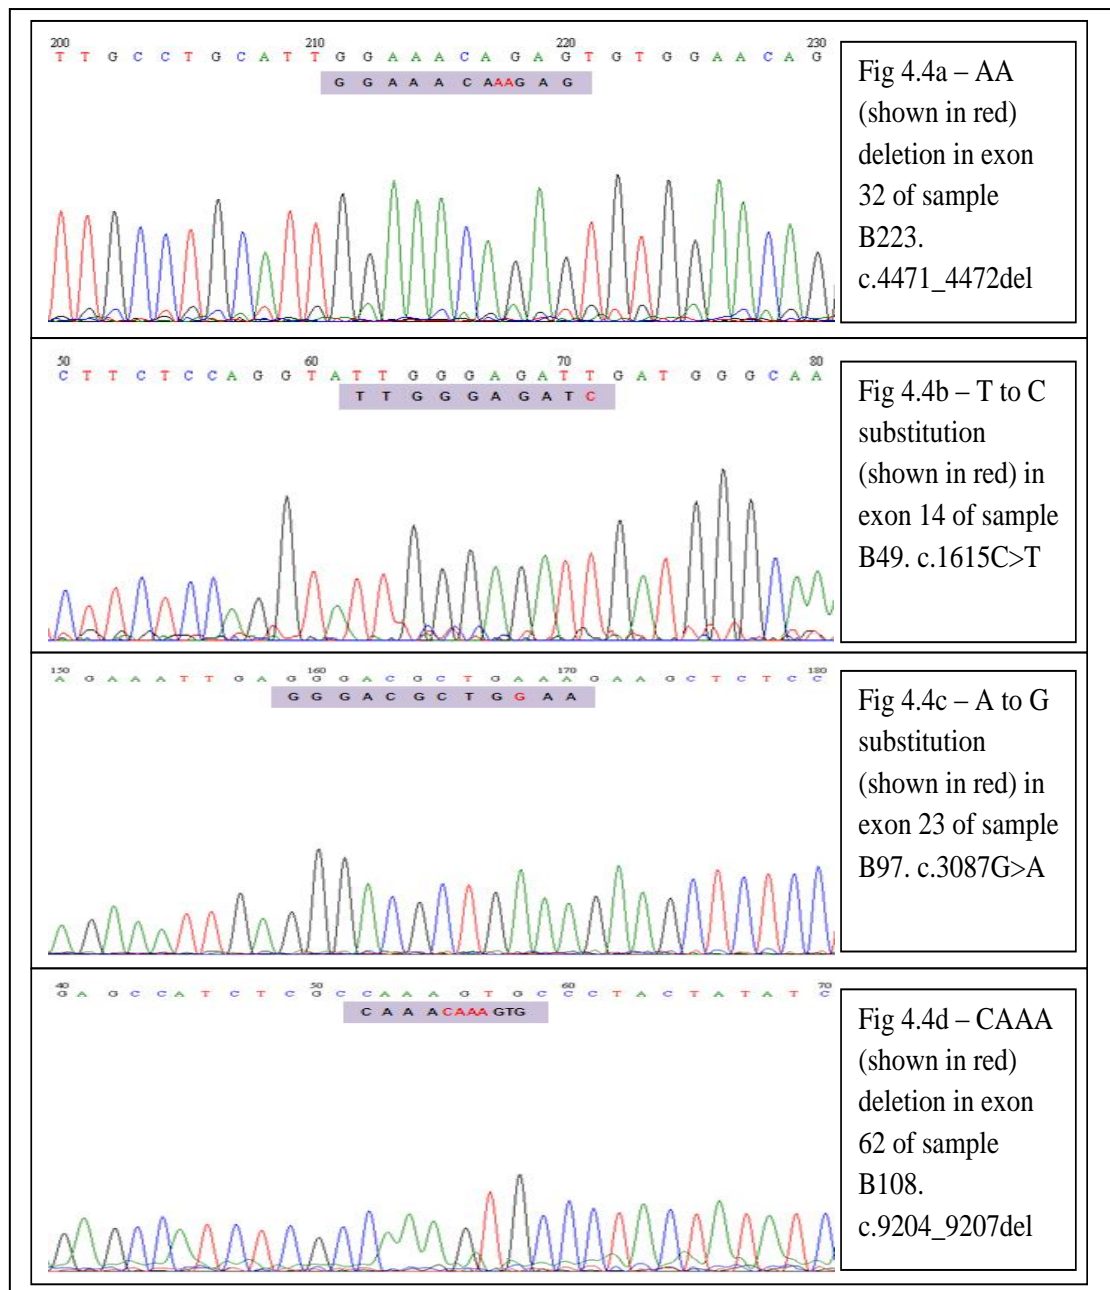 200 210 220 230
T T G C C T G C A T T G G A A A C A G A G T G T G G A A C A G
G G A A A C A A A G A G
Fig 4.4a – AA
(shown in red)
deletion in exon
32 of sample
B223.
c.4471_4472del
50 60 70 80
C T T C T C C A G G T A T T G G G A G A T T G A T G G G C A A
T T G G G A G A T C
Fig 4.4b – T to C
substitution
(shown in red) in
exon 14 of sample
B49. c.1615C>T
150 160 170 180
A G A A A T T G A G G G A C G C T G A A A G A A G C T C T C C
G G G A C G C T G G A A
Fig 4.4c – A to G
substitution
(shown in red) in
exon 23 of sample
B97. c.3087G>A
40 50 60 70
G A G C C A T C T C G C C A A A G T G C C C T A C T A T A T C
C A A A CAAA GTG
Fig 4.4d – CAAA
(shown in red)
deletion in exon
62 of sample
B108.
c.9204_9207del